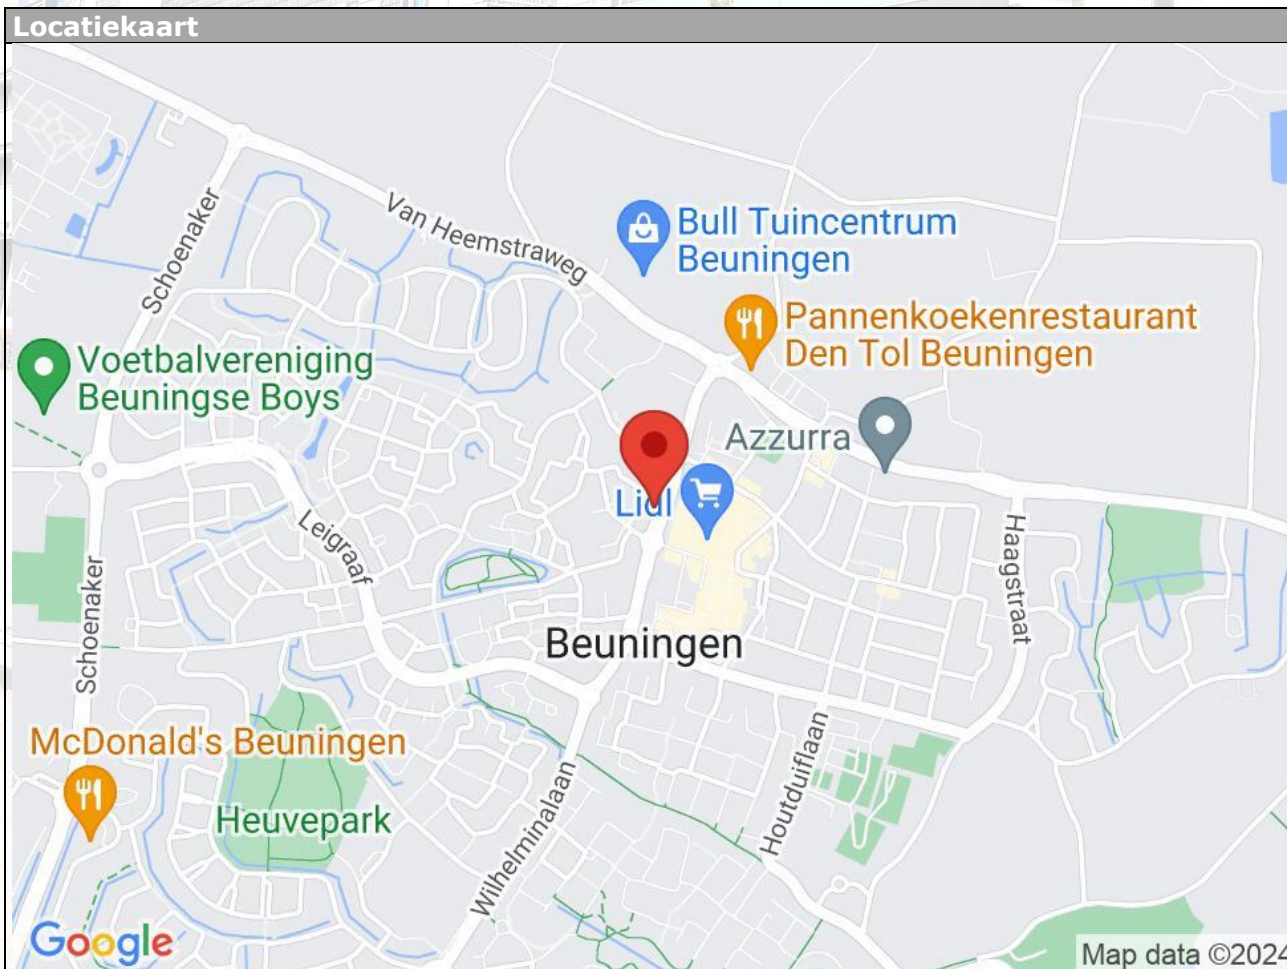 Locatiekaart
Van Heemstraweg
Bull Tuincentrum
Beuningen
Schoenaker
Pannenkoekenrestaurant
Den Tol Beuningen
Voetbalvereniging
Beuningse Boys
Azzurra
Lidl
Leigraaf
Haagstraat
Schoenaker
Beuningen
McDonald's Beuningen
Houtduiflaan
Heuvepark
Wilhelminalaan
Google
Map data ©2024